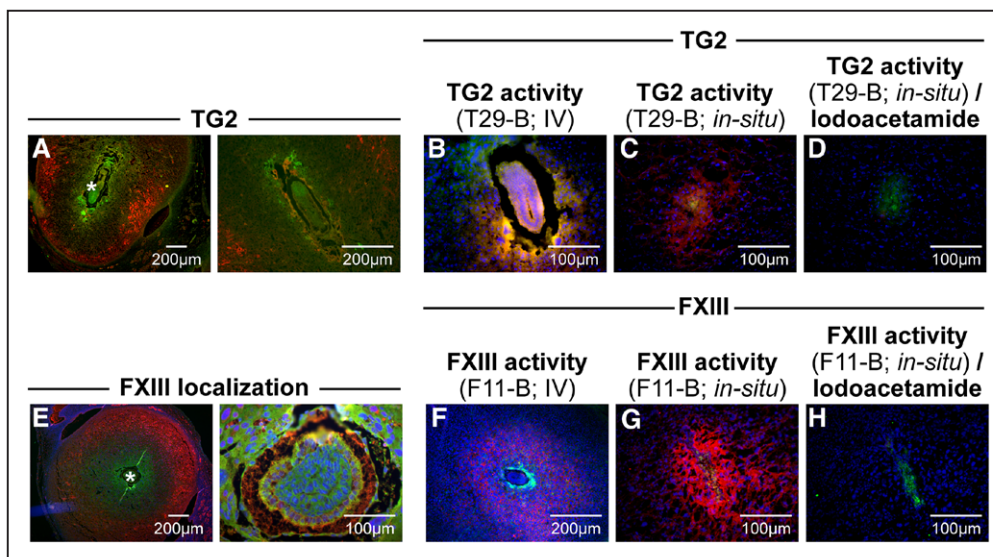 TG2
TG2
TG2 activity
(T29-B; IV)
TG2 activity
(T29-B; in-situ)
TG2 activity
(T29-B; in-situ) /
Iodoacetamide
A
*
200µm
200µm
B
100µm
C
100µm
D
100µm
FXIII
FXIII localization
FXIII activity
(F11-B; IV)
FXIII activity
(F11-B; in-situ)
FXIII activity
(F11-B; in-situ) /
Iodoacetamide
E
*
200µm
100µm
F
200µm
G
100µm
H
100µm